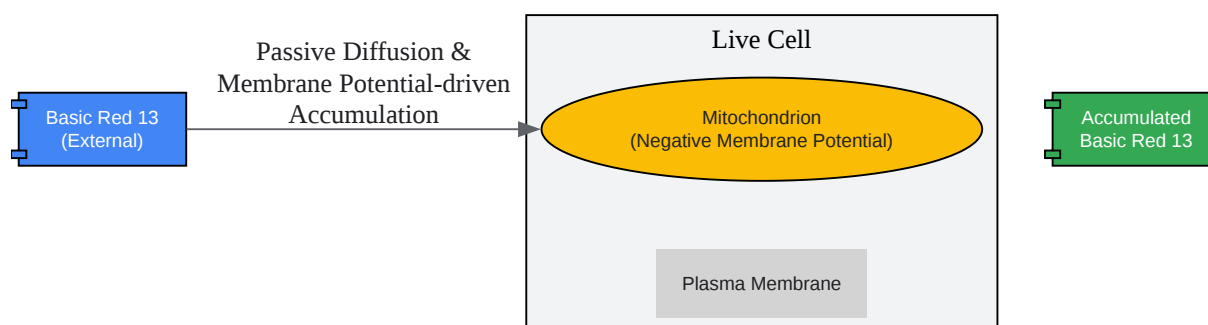 Live Cell
Passive Diffusion &
Membrane Potential-driven
Accumulation
Basic Red 13
(External)
Mitochondrion
(Negative Membrane Potential)
Accumulated
Basic Red 13
Plasma Membrane